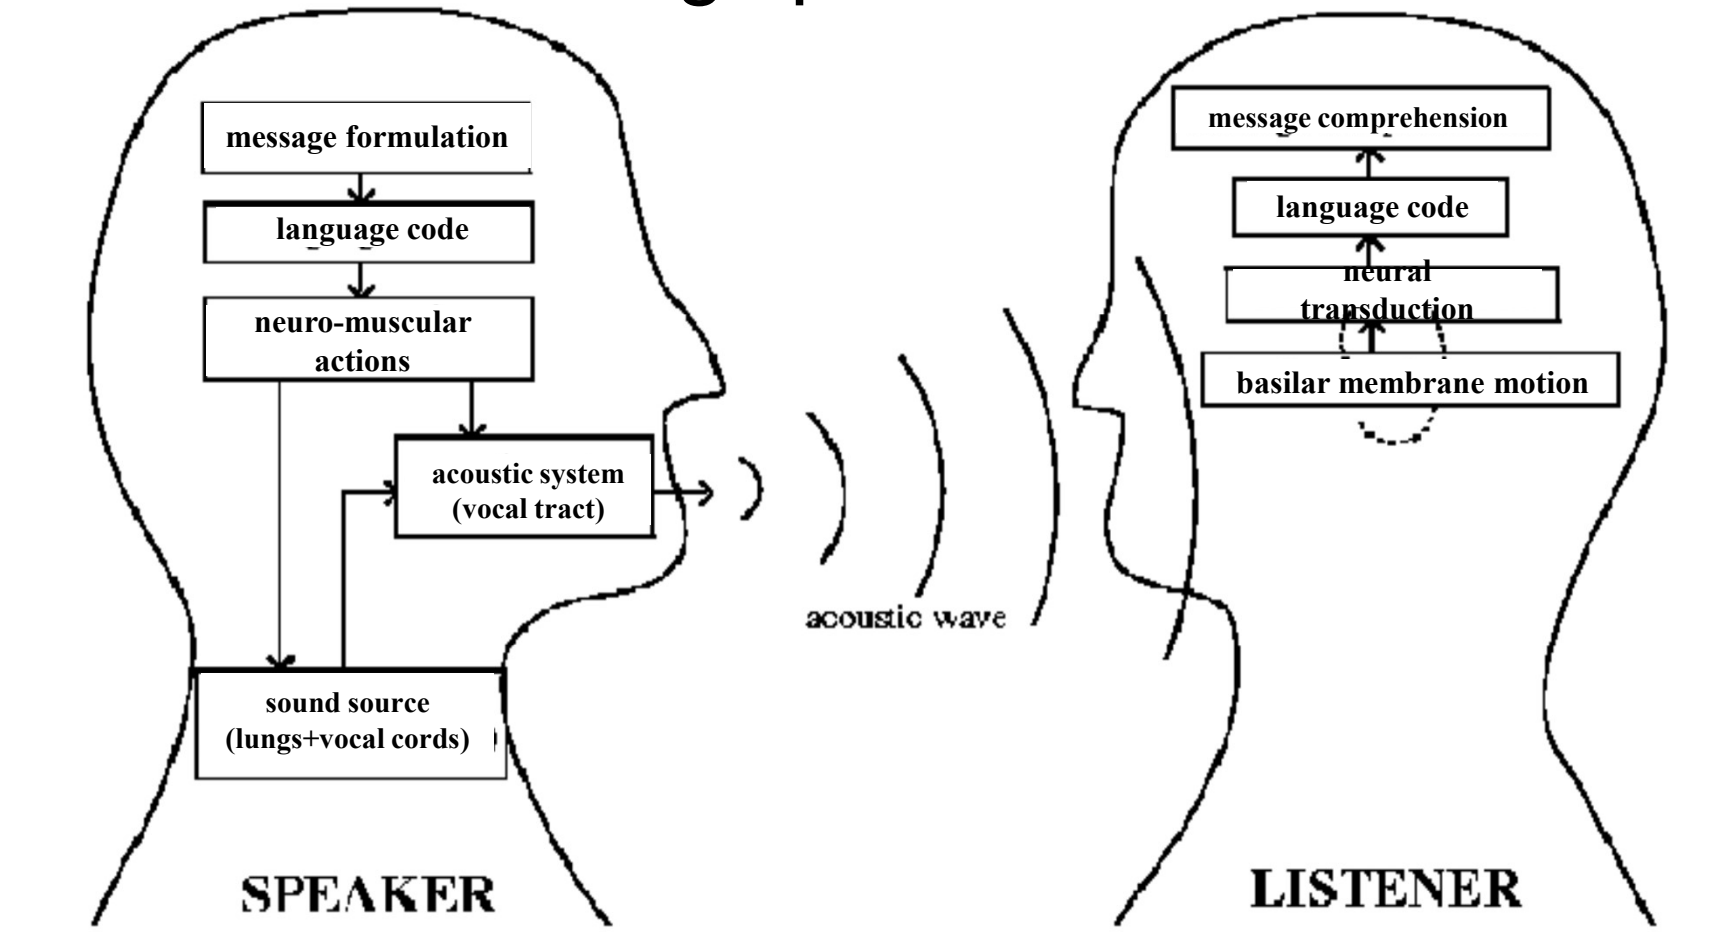 message formulation
language code
neuro-muscular
actions
acoustic system
(vocal tract)
sound source
(lungs+vocal cords)
SPEAKER
acoustic wave
message comprehension
language code
neural
transduction
basilar membrane motion
LISTENER